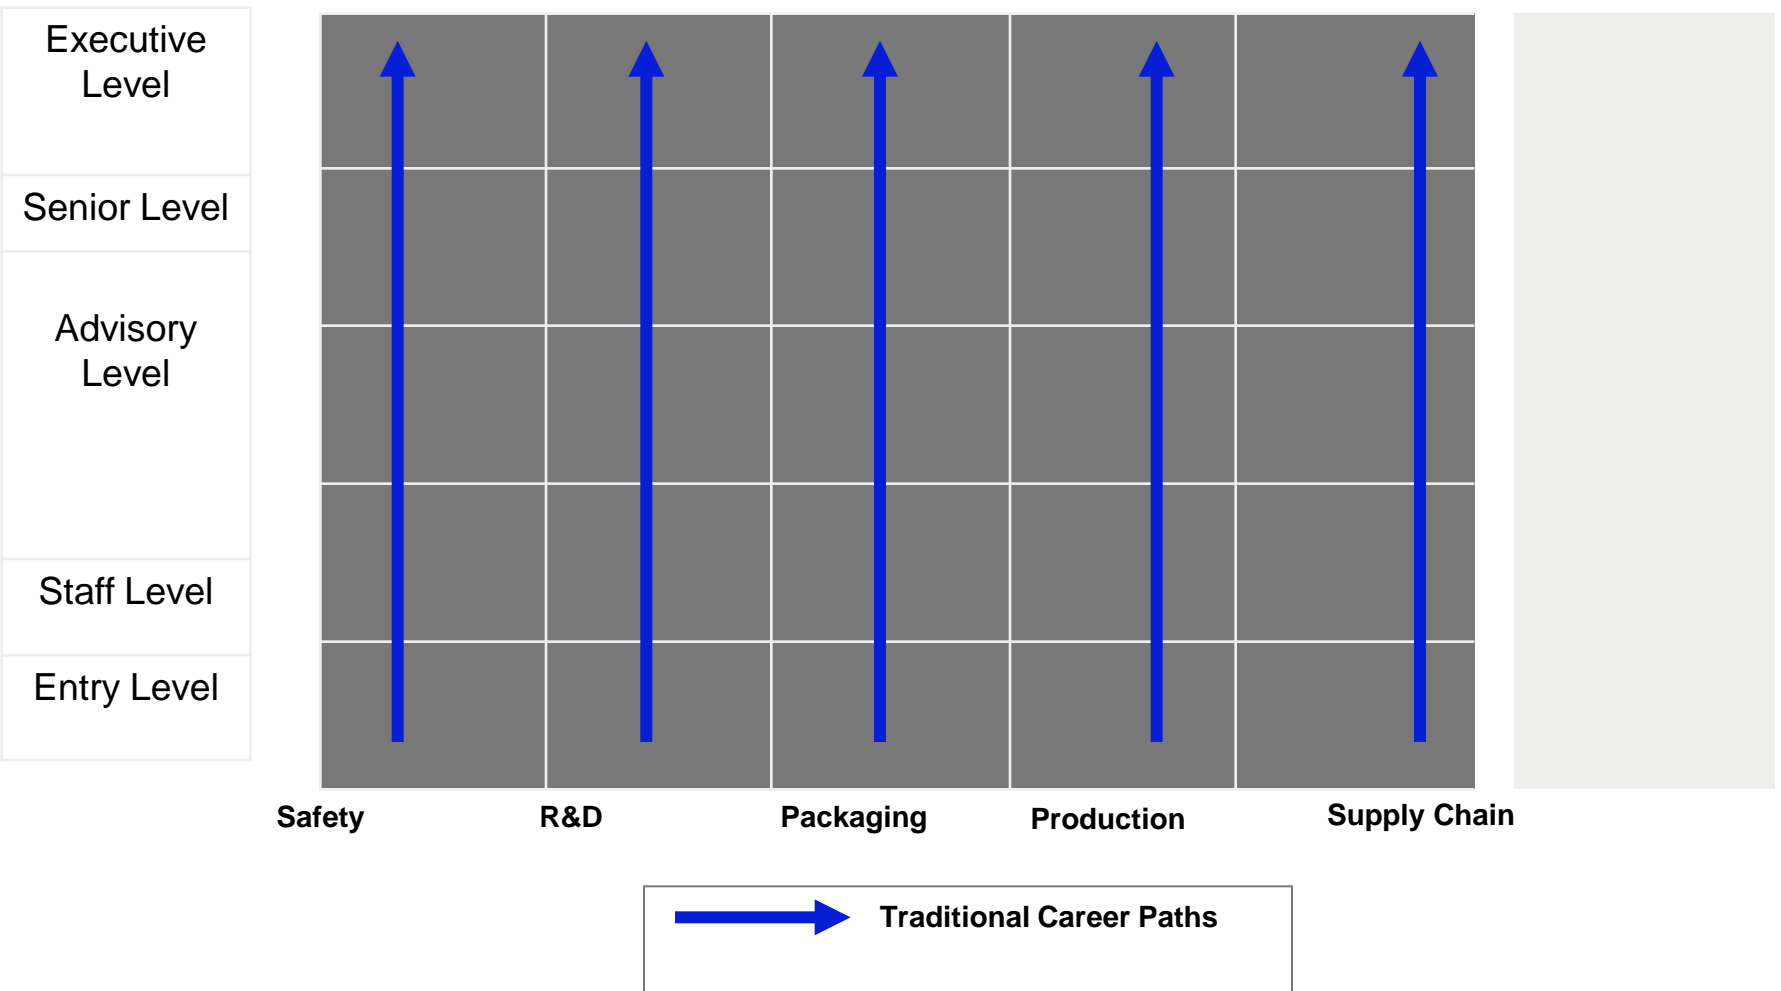 Executive
Level
Senior Level
Advisory
Level
Staff Level
Entry Level
Safety
R&D
Packaging
Production
Supply Chain
Traditional Career Paths